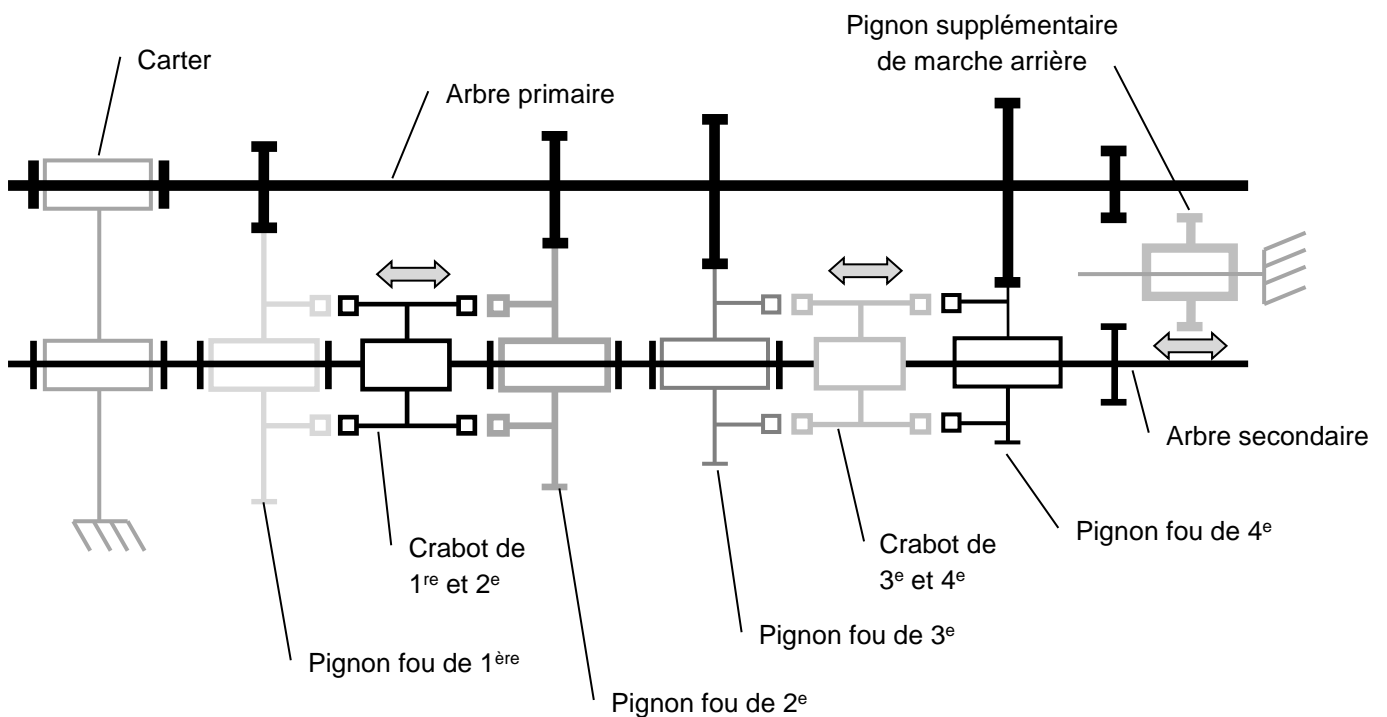 Pignon supplémentaire
de marche arrière
Carter
Arbre primaire
Arbre secondaire
Pignon fou de 4e
Crabot de
1re et 2e
Crabot de
3e et 4e
Pignon fou de 3e
Pignon fou de 1ère
Pignon fou de 2e